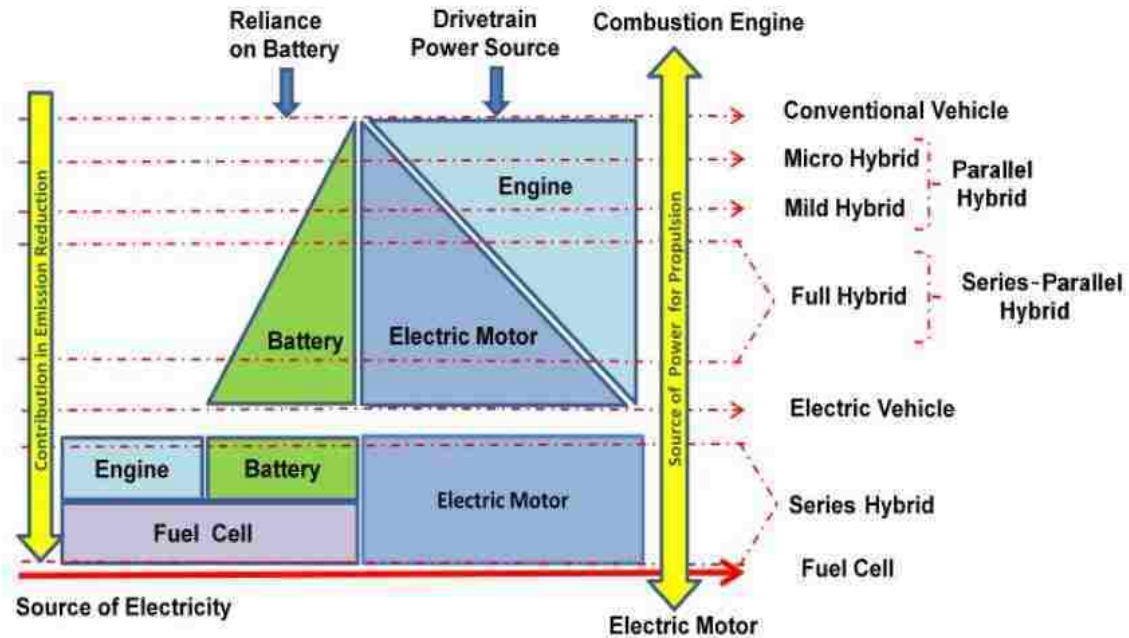 Reliance
on Battery
Drivetrain
Power Source
Combustion Engine
Contribution in Emission Reduction
Battery
Electric Motor
Engine
Source of Power for Propulsion
Conventional Vehicle
Micro Hybrid
Mild Hybrid
Parallel
Hybrid
Full Hybrid
Series-Parallel
Hybrid
Electric Vehicle
Engine
Battery
Electric Motor
Fuel Cell
Series Hybrid
Fuel Cell
Source of Electricity
Electric Motor